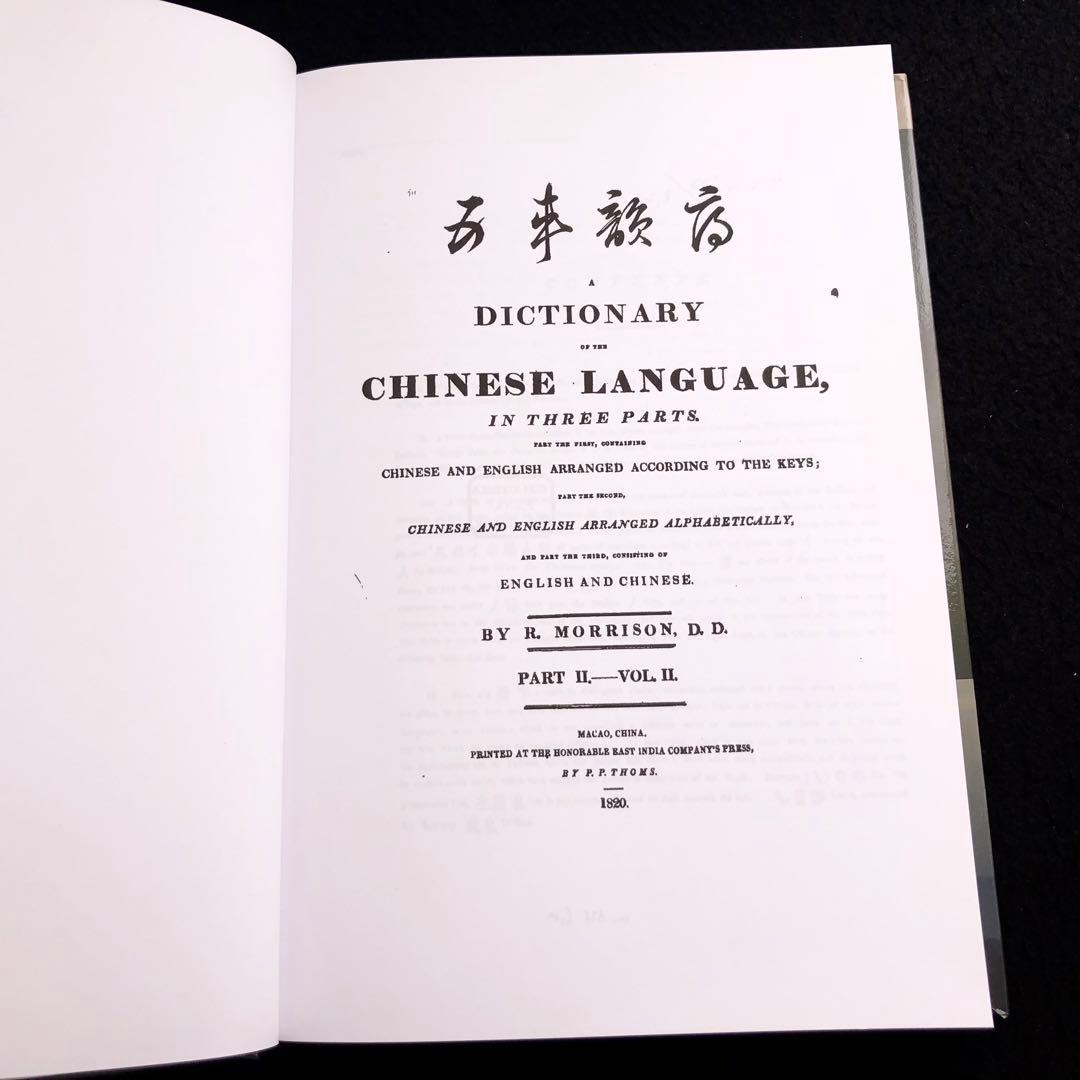 五車韻府
A
DICTIONARY
OF THE
CHINESE LANGUAGE,
IN THREE PARTS.
PART THE FIRST, CONTAINING
CHINESE AND ENGLISH ARRANGED ACCORDING TO THE KEYS;
PART THE SECOND,
CHINESE AND ENGLISH ARRANGED ALPHABETICALLY,
AND PART THE THIRD, CONSISTING OF
ENGLISH AND CHINESE.
BY R. MORRISON, D. D.
PART II.—VOL. II.
MACAO, CHINA.
PRINTED AT THE HONORABLE EAST INDIA COMPANY'S PRESS,
BY P. P. THOMS.
1820.